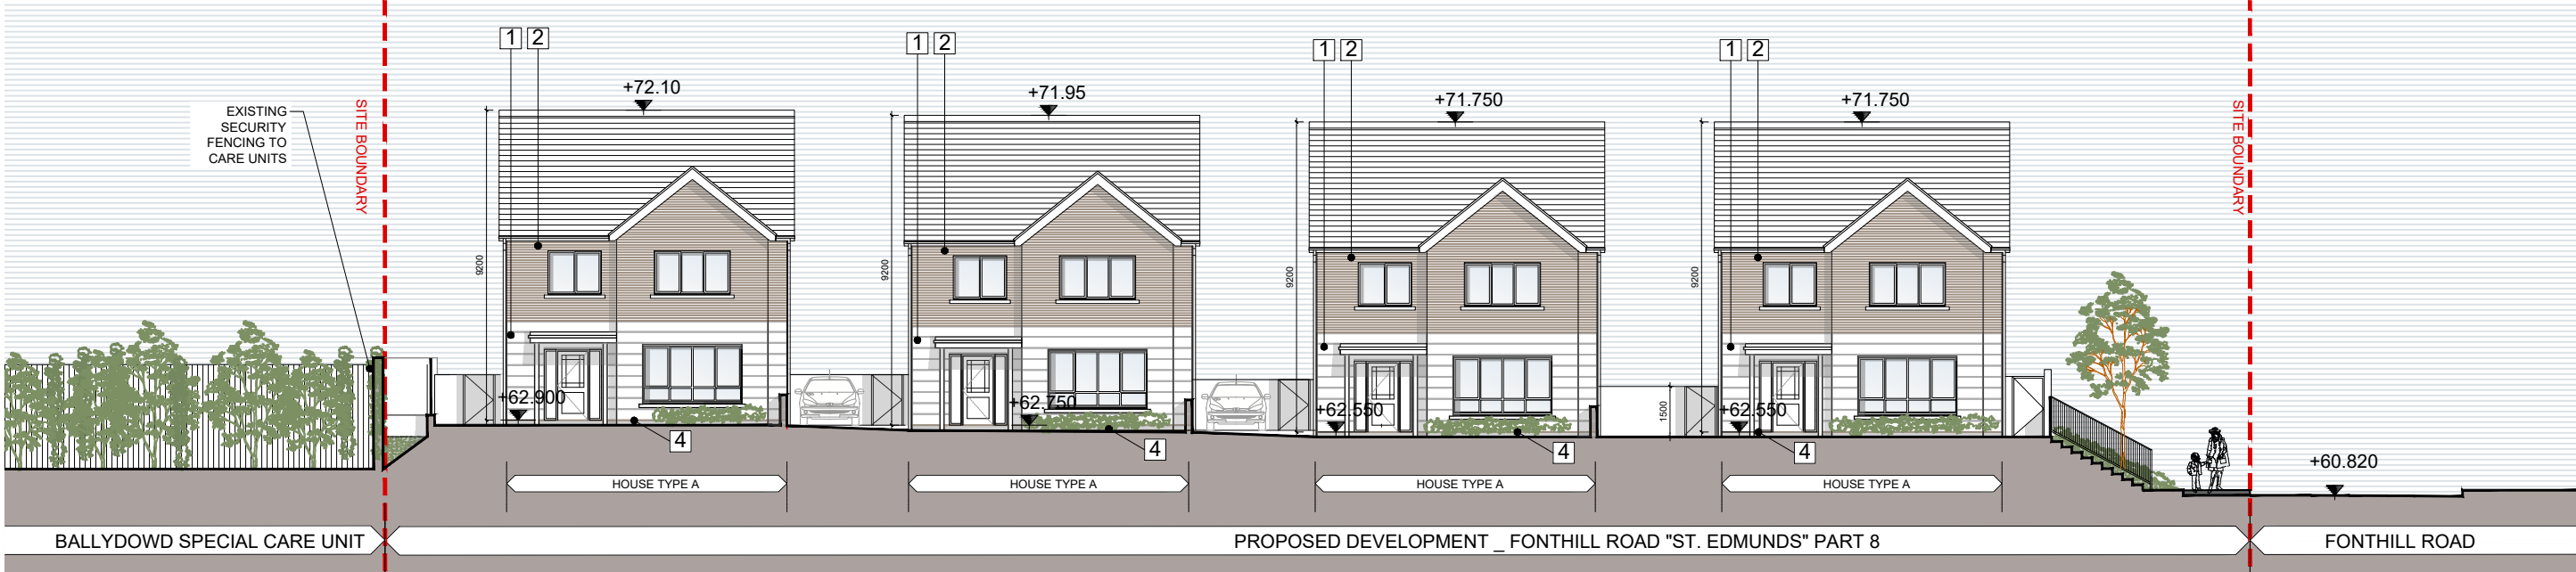 1 2
1 2
1 2
1 2
+72.10
+71.95
+71.750
+71.750
EXISTING
SECURITY
FENCING TO
CARE UNITS
SITE BOUNDARY
SITE BOUNDARY
9200
9200
9200
9200
+62.900
+62.750
+62.550
1500
+62.550
4
4
4
4
HOUSE TYPE A
HOUSE TYPE A
HOUSE TYPE A
HOUSE TYPE A
+60.820
BALLYDOWD SPECIAL CARE UNIT
PROPOSED DEVELOPMENT _ FONTHILL ROAD "ST. EDMUNDS" PART 8
FONTHILL ROAD